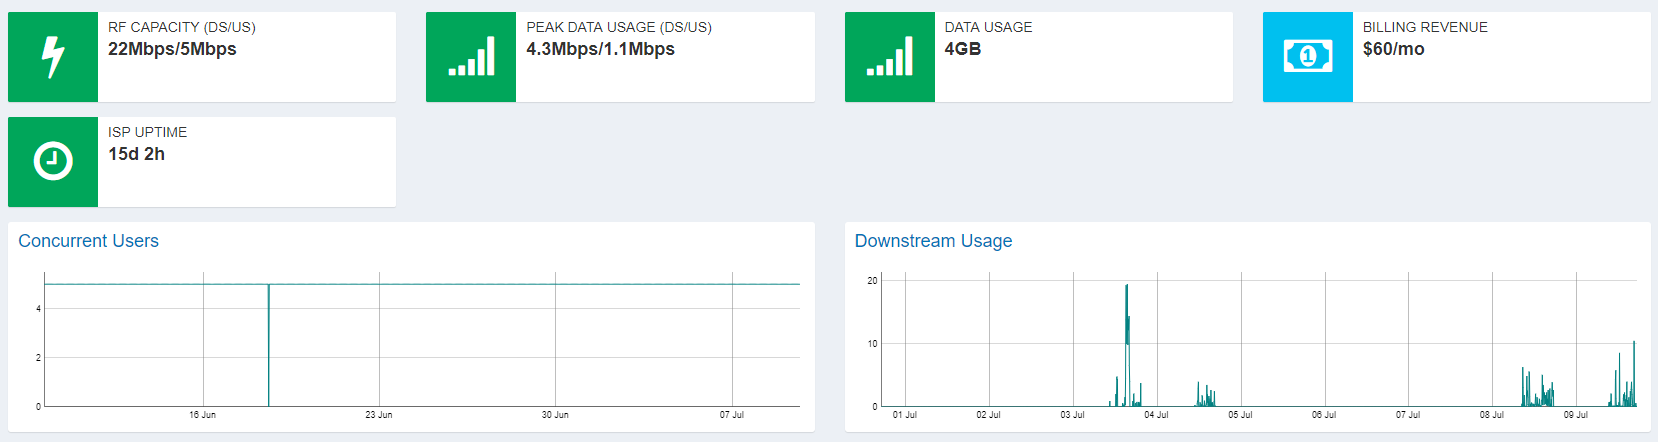 RF CAPACITY (DS/US)
22Mbps/5Mbps
PEAK DATA USAGE (DS/US)
4.3Mbps/1.1Mbps
DATA USAGE
4GB
1
BILLING REVENUE
$60/mo
ISP UPTIME
15d 2h
Concurrent Users
4
2
0
16 Jun 23 Jun 30 Jun 07 Jul
Downstream Usage
20
10
0
01 Jul 02 Jul 03 Jul 04 Jul 05 Jul 06 Jul 07 Jul 08 Jul 09 Jul